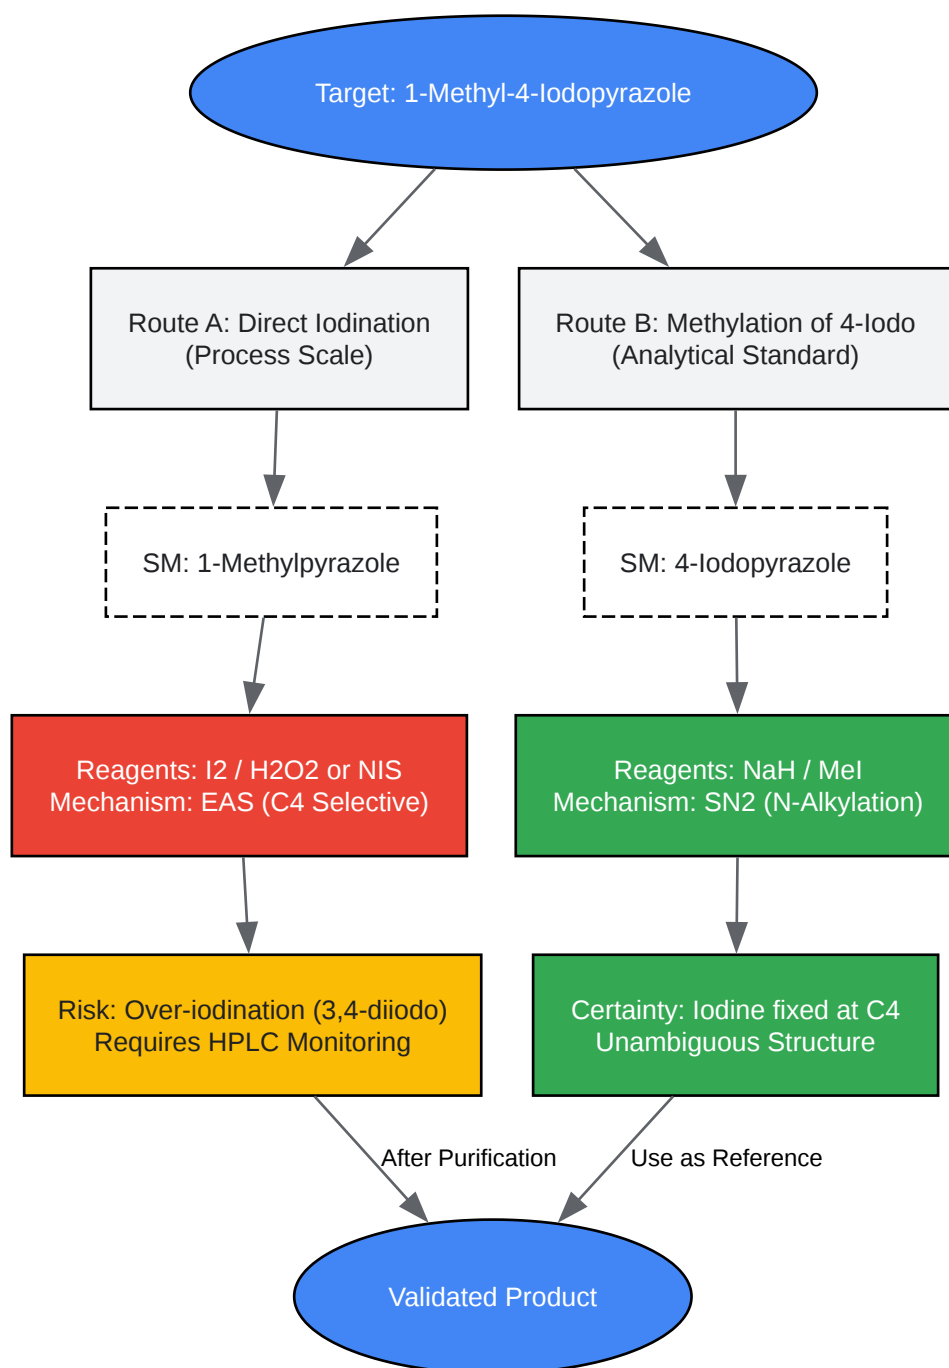 Target: 1-Methyl-4-Iodopyrazole
Route A: Direct Iodination
(Process Scale)
Route B: Methylation of 4-Iodo
(Analytical Standard)
SM: 1-Methylpyrazole
SM: 4-Iodopyrazole
Reagents: I2 / H2O2 or NIS
Mechanism: EAS (C4 Selective)
Reagents: NaH / MeI
Mechanism: SN2 (N-Alkylation)
Risk: Over-iodination (3,4-diiodo)
Requires HPLC Monitoring
Certainty: Iodine fixed at C4
Unambiguous Structure
After Purification
Use as Reference
Validated Product